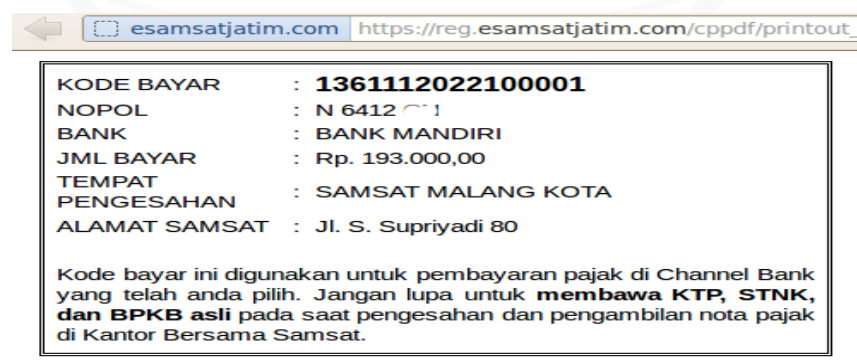 esamsatjatim.com https://reg.esamsatjatim.com/cppdf/printout_
KODE BAYAR : 1361112022100001
NOPOL : N 6412
BANK : BANK MANDIRI
JML BAYAR : Rp. 193.000,00
TEMPAT
PENGESAHAN : SAMSAT MALANG KOTA
ALAMAT SAMSAT : Jl. S. Supriyadi 80
Kode bayar ini digunakan untuk pembayaran pajak di Channel Bank
yang telah anda pilih. Jangan lupa untuk membawa KTP, STNK,
dan BPKB asli pada saat pengesahan dan pengambilan nota pajak
di Kantor Bersama Samsat.